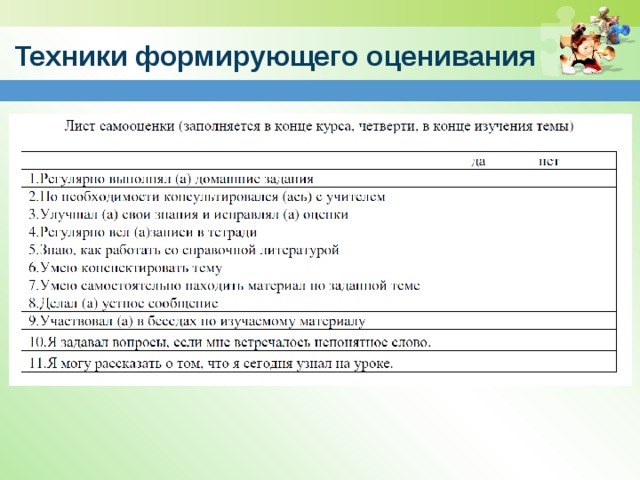 Техники формирующего оценивания
Лист самооценки (заполняется в конце курса, четверти, в конце изучения темы)
да нет
1.Регулярно выполнял (а) домашние задания
2.По необходимости консультировался (ась) с учителем
3.Улучшал (а) свои знания и исправлял (а) оценки
4.Регулярно вел (а)записи в тетради
5.Знаю, как работать со справочной литературой
6.Умею конспектировать тему
7.Умею самостоятельно находить материал по заданной теме
8.Делал (а) устное сообщение
9.Участвовал (а) в беседах по изучаемому материалу
10.Я задавал вопросы, если мне встречалось непонятное слово.
11.Я могу рассказать о том, что я сегодня узнал на уроке.